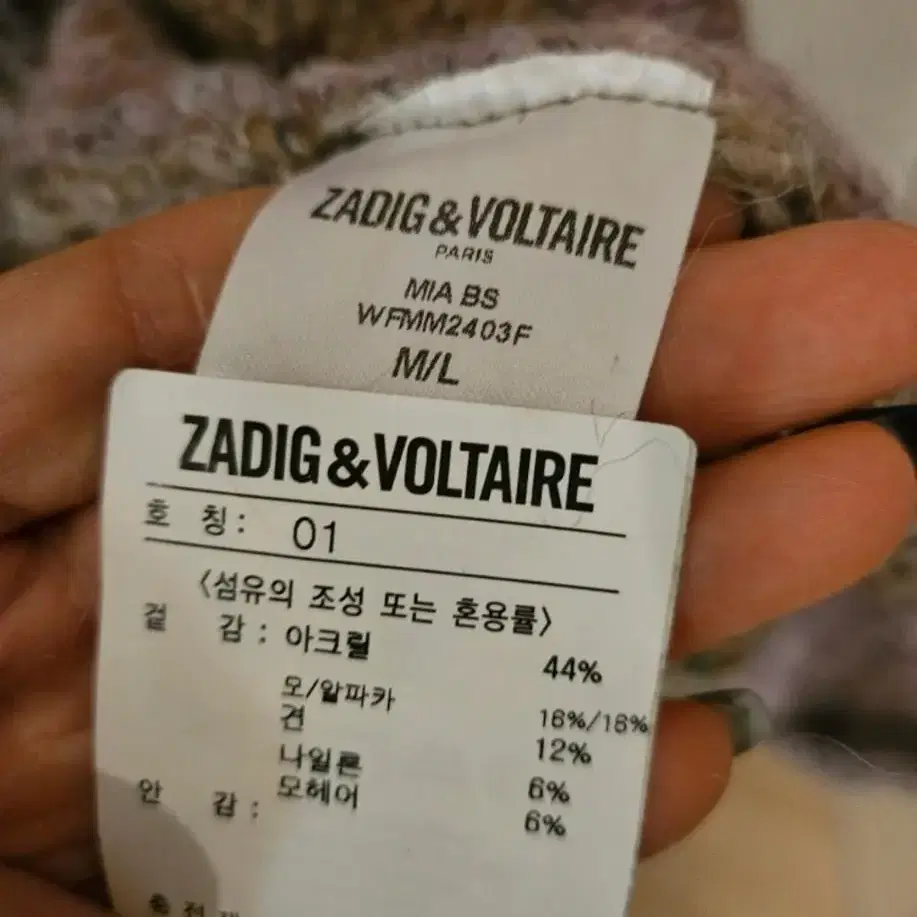 ZADIG&VOLTAIRE
PARIS
MIA BS
WFMM2403F
M/L
ZADIG&VOLTAIRE
호 칭: 01
〈섬유의 조성 또는 혼용률〉
겉 감: 아크릴 44%
모/알파카 16%/16%
견 12%
나일론 6%
모헤어 6%
안 감: